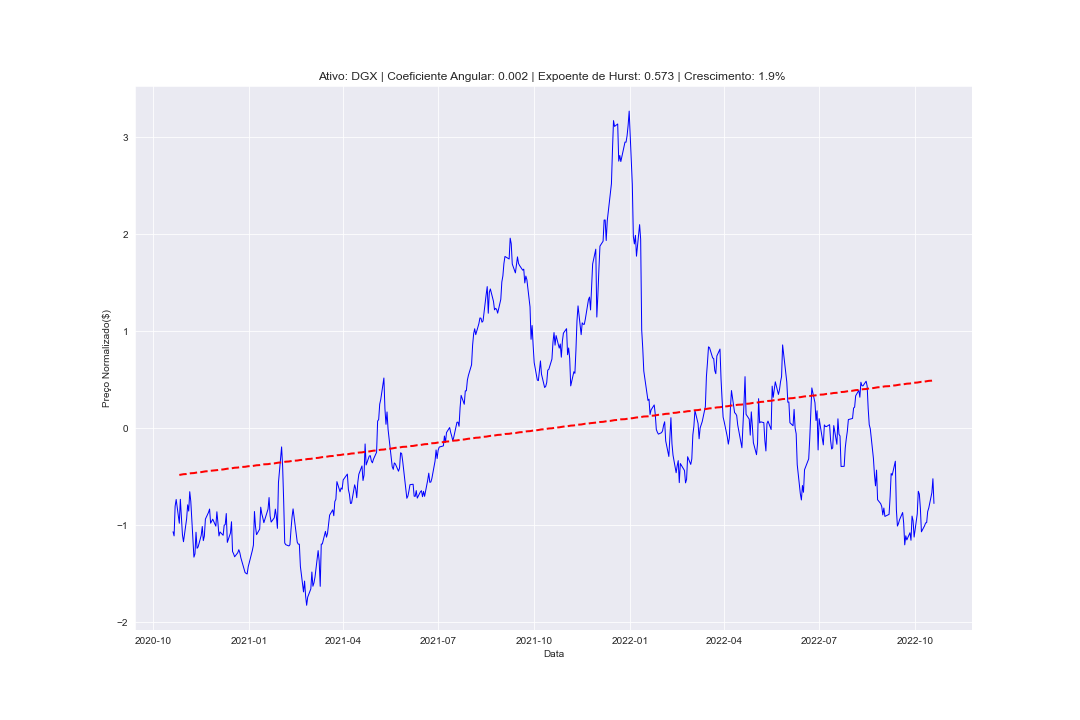 Ativo: DGX | Coeficiente Angular: 0.002 | Expoente de Hurst: 0.573 | Crescimento: 1.9%
Preço Normalizado($)
3
2
1
0
−1
−2
2020-10 2021-01 2021-04 2021-07 2021-10 2022-01 2022-04 2022-07 2022-10
Data